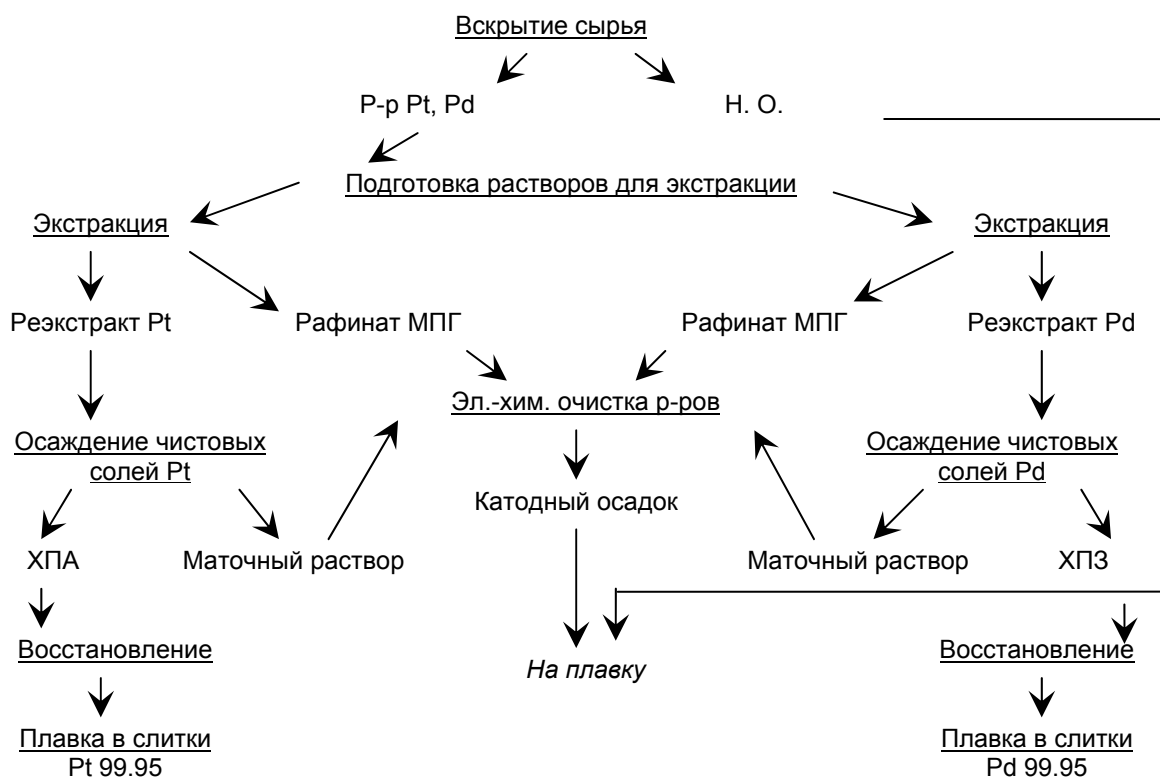 Вскрытие сырья
Р-р Pt, Pd
Н. О.
Подготовка растворов для экстракции
Экстракция
Экстракция
Реэкстракт Pt
Рафинат МПГ
Рафинат МПГ
Реэкстракт Pd
Эл.-хим. очистка р-ров
Осаждение чистовых
солей Pt
Осаждение чистовых
солей Pd
Катодный осадок
ХПА
Маточный раствор
Маточный раствор
ХПЗ
Восстановление
На плавку
Восстановление
Плавка в слитки
Pt 99.95
Плавка в слитки
Pd 99.95